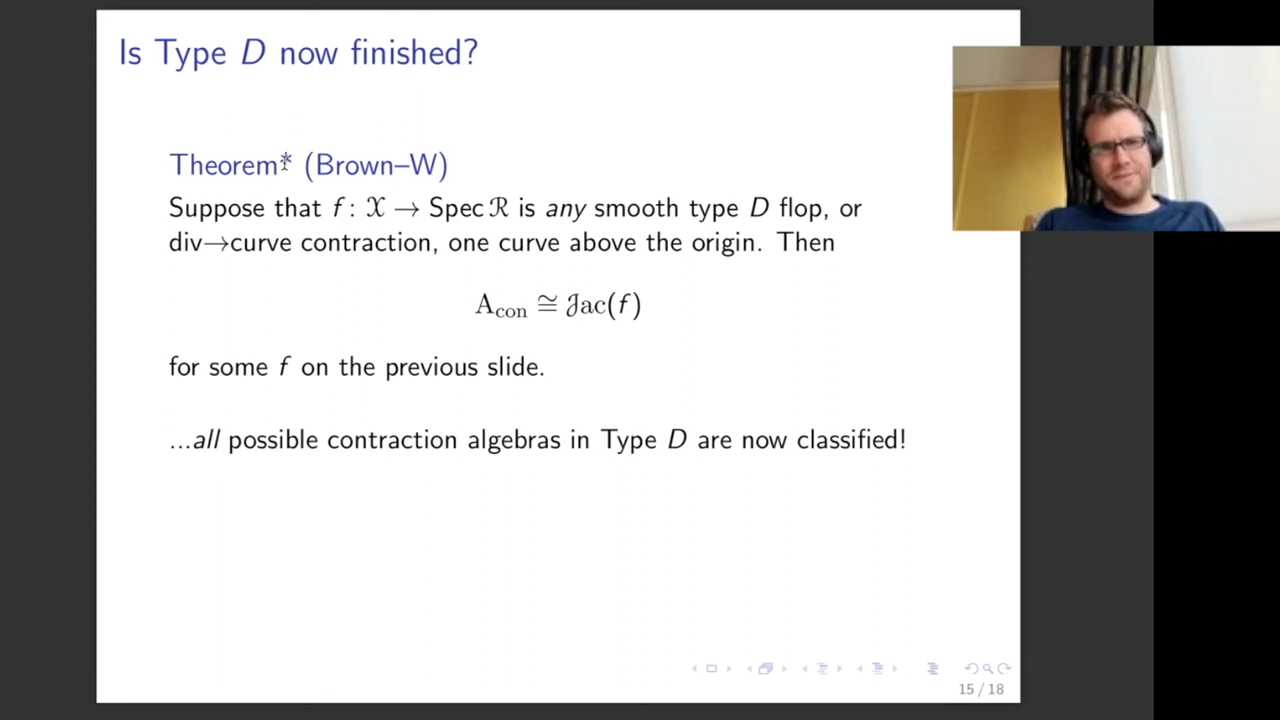 Is Type D now finished?
Theorem* (Brown–W)
Suppose that f : 𝒳 → Spec ℛ is any smooth type D flop, or
div→curve contraction, one curve above the origin. Then
A_con ≅ 𝒥ac(f)
for some f on the previous slide.
...all possible contraction algebras in Type D are now classified!
15 / 18